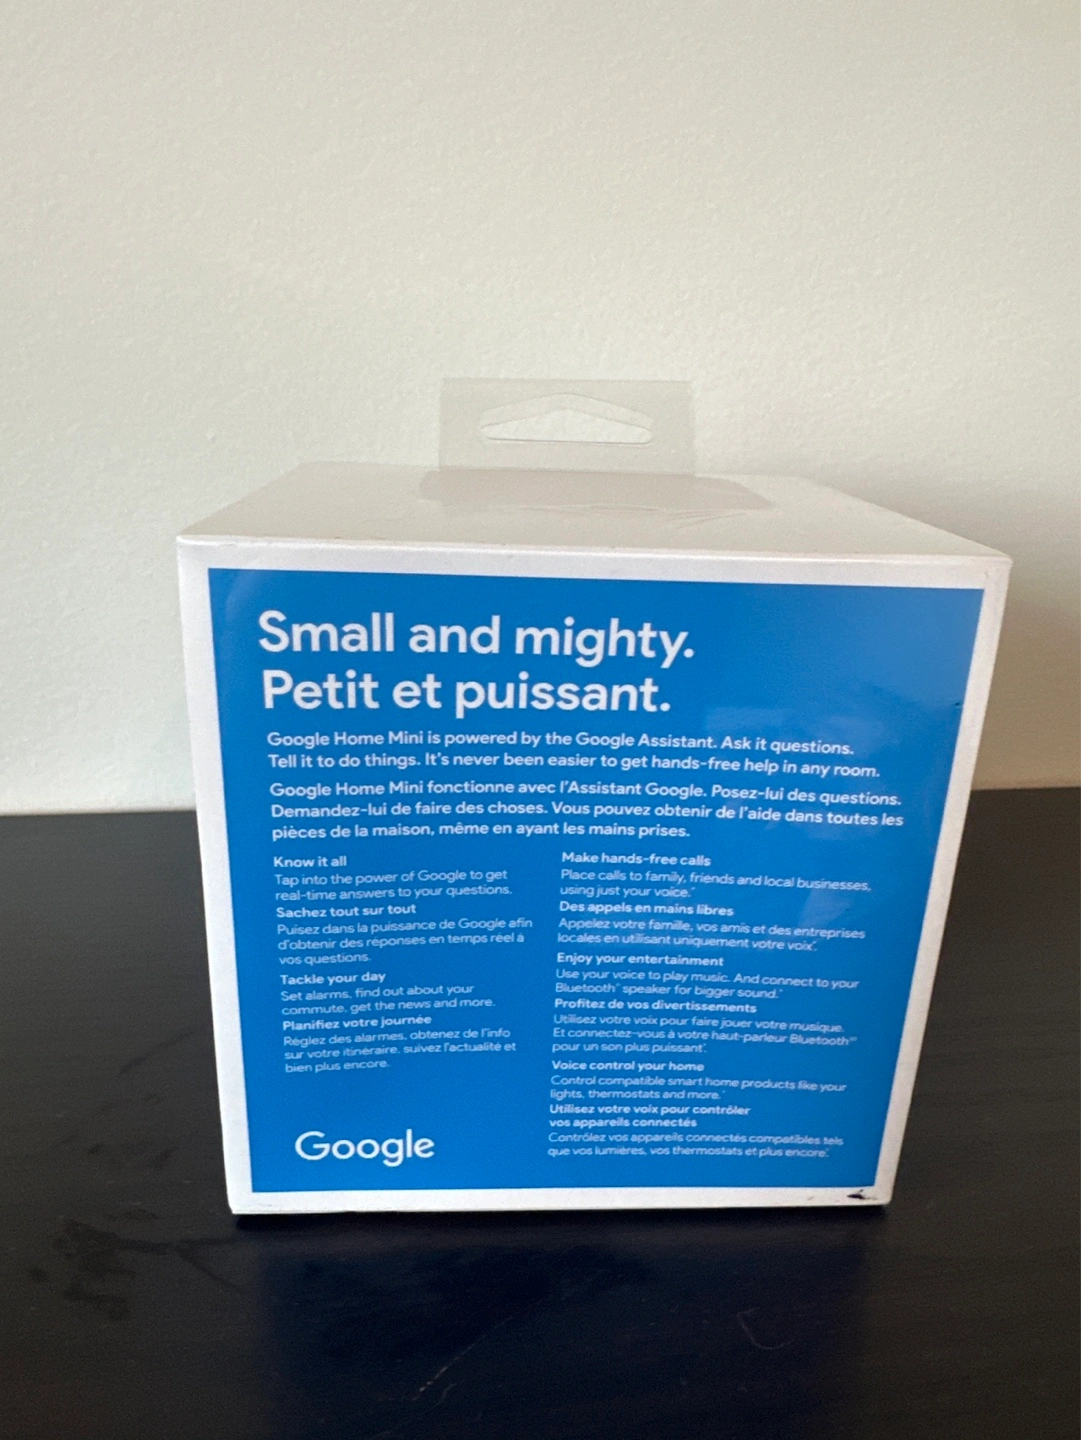 Small and mighty.
Petit et puissant.
Google Home Mini is powered by the Google Assistant. Ask it questions.
Tell it to do things. It's never been easier to get hands-free help in any room.
Google Home Mini fonctionne avec l'Assistant Google. Posez-lui des questions.
Demandez-lui de faire des choses. Vous pouvez obtenir de l'aide dans toutes les
pièces de la maison, même en ayant les mains prises.
Know it all
Tap into the power of Google to get
real-time answers to your questions.
Sachez tout sur tout
Puisez dans la puissance de Google afin
d'obtenir des réponses en temps réel à
vos questions.
Tackle your day
Set alarms, find out about your
commute, get the news and more.
Planifiez votre journée
Réglez des alarmes, obtenez de l'info
sur votre itinéraire, suivez l'actualité et
bien plus encore.
Make hands-free calls
Place calls to family, friends and local businesses,
using just your voice.*
Des appels en mains libres
Appelez votre famille, vos amis et des entreprises
locales en utilisant uniquement votre voix*.
Enjoy your entertainment
Use your voice to play music. And connect to your
Bluetooth® speaker for bigger sound.*
Profitez de vos divertissements
Utilisez votre voix pour faire jouer votre musique.
Et connectez-vous à votre haut-parleur Bluetooth®
pour un son plus puissant*.
Voice control your home
Control compatible smart home products like your
lights, thermostats and more.*
Utilisez votre voix pour contrôler
vos appareils connectés
Contrôlez vos appareils connectés compatibles tels
que vos lumières, vos thermostats et plus encore*.
Google